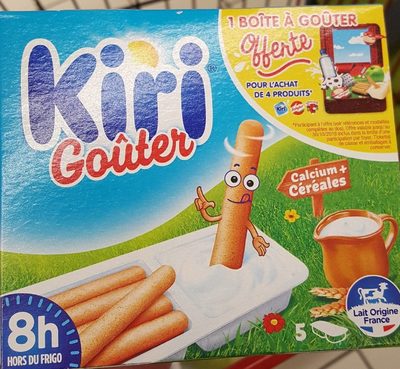 1 BOÎTE À GOÛTER
Offerte
POUR L'ACHAT
DE 4 PRODUITS*
Kiri
Goûter
Calcium +
Céréales
8h
HORS DU FRIGO
5
Lait Origine
France